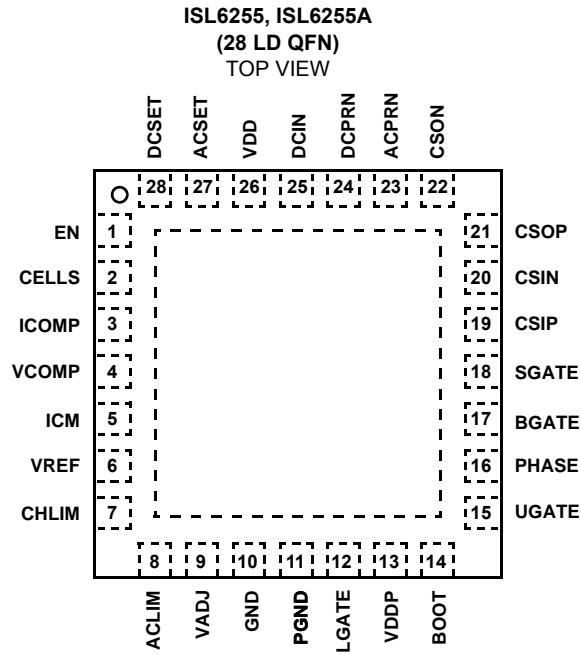 ISL6255, ISL6255A
(28 LD QFN)
TOP VIEW
DCSET
ACSET
VDD
DCIN
DCPRN
ACPRN
CSON
28
27
26
25
24
23
22
EN 1
21 CSOP
CELLS 2
20 CSIN
ICOMP 3
19 CSIP
VCOMP 4
18 SGATE
ICM 5
17 BGATE
VREF 6
16 PHASE
CHLIM 7
15 UGATE
8
9
10
11
12
13
14
ACLIM
VADJ
GND
PGND
LGATE
VDDP
BOOT